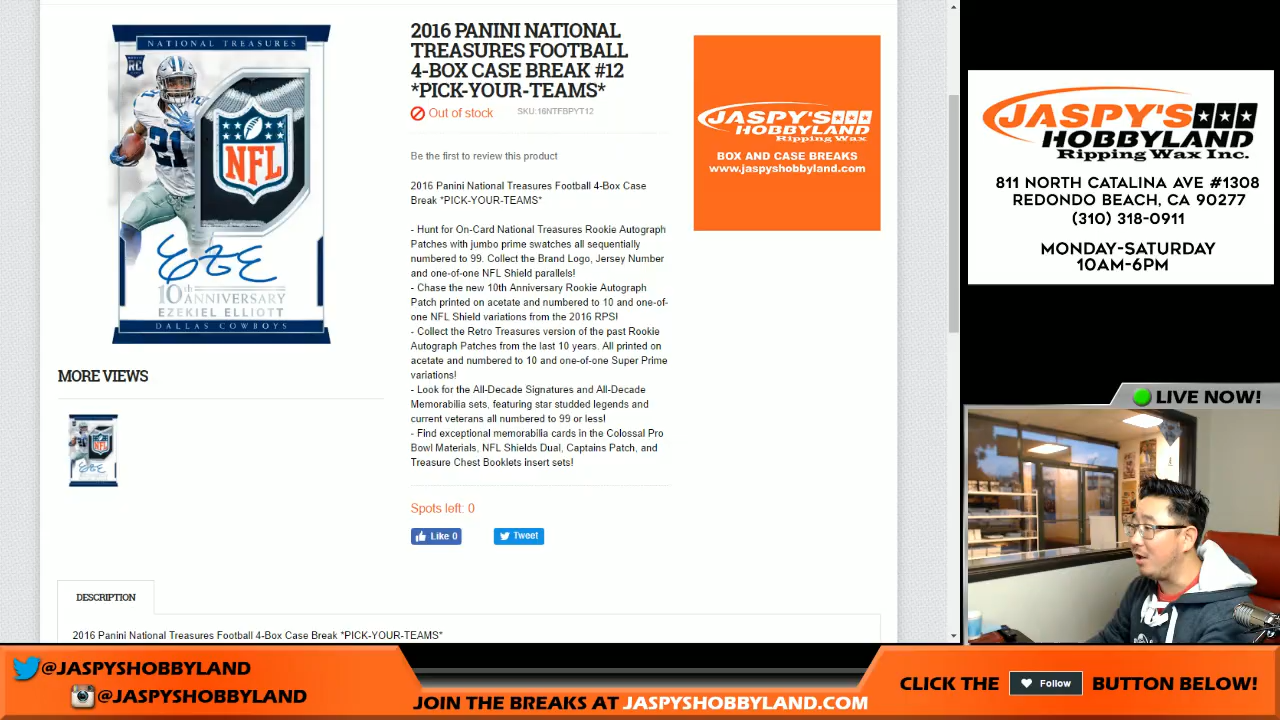 NATIONAL TREASURES
RC
21
NFL
10th
ANNIVERSARY
EZEKIEL ELLIOTT
DALLAS COWBOYS
MORE VIEWS
2016 PANINI NATIONAL
TREASURES FOOTBALL
4-BOX CASE BREAK #12
*PICK-YOUR-TEAMS*
Out of stock
SKU:16NTFBPYT12
Be the first to review this product
2016 Panini National Treasures Football 4-Box Case
Break *PICK-YOUR-TEAMS*
- Hunt for On-Card National Treasures Rookie Autograph
Patches with jumbo prime swatches all sequentially
numbered to 99. Collect the Brand Logo, Jersey Number
and one-of-one NFL Shield parallels!
- Chase the new 10th Anniversary Rookie Autograph
Patch printed on acetate and numbered to 10 and one-of-
one NFL Shield variations from the 2016 RPS!
- Collect the Retro Treasures version of the past Rookie
Autograph Patches from the last 10 years. All printed on
acetate and numbered to 10 and one-of-one Super Prime
variations!
- Look for the All-Decade Signatures and All-Decade
Memorabilia sets, featuring star studded legends and
current veterans all numbered to 99 or less!
- Find exceptional memorabilia cards in the Colossal Pro
Bowl Materials, NFL Shields Dual, Captains Patch, and
Treasure Chest Booklets insert sets!
Spots left: 0
Like 0
Tweet
DESCRIPTION
2016 Panini National Treasures Football 4-Box Case Break *PICK-YOUR-TEAMS*
JASPY'S
HOBBYLAND
Ripping Wax
BOX AND CASE BREAKS
www.jaspyshobbyland.com
JASPY'S
HOBBYLAND
Ripping Wax Inc.
811 NORTH CATALINA AVE #1308
REDONDO BEACH, CA 90277
(310) 318-0911
MONDAY-SATURDAY
10AM-6PM
LIVE NOW!
@JASPYSHOBBYLAND
@JASPYSHOBBYLAND
JOIN THE BREAKS AT JASPYSHOBBYLAND.COM
CLICK THE Follow BUTTON BELOW!